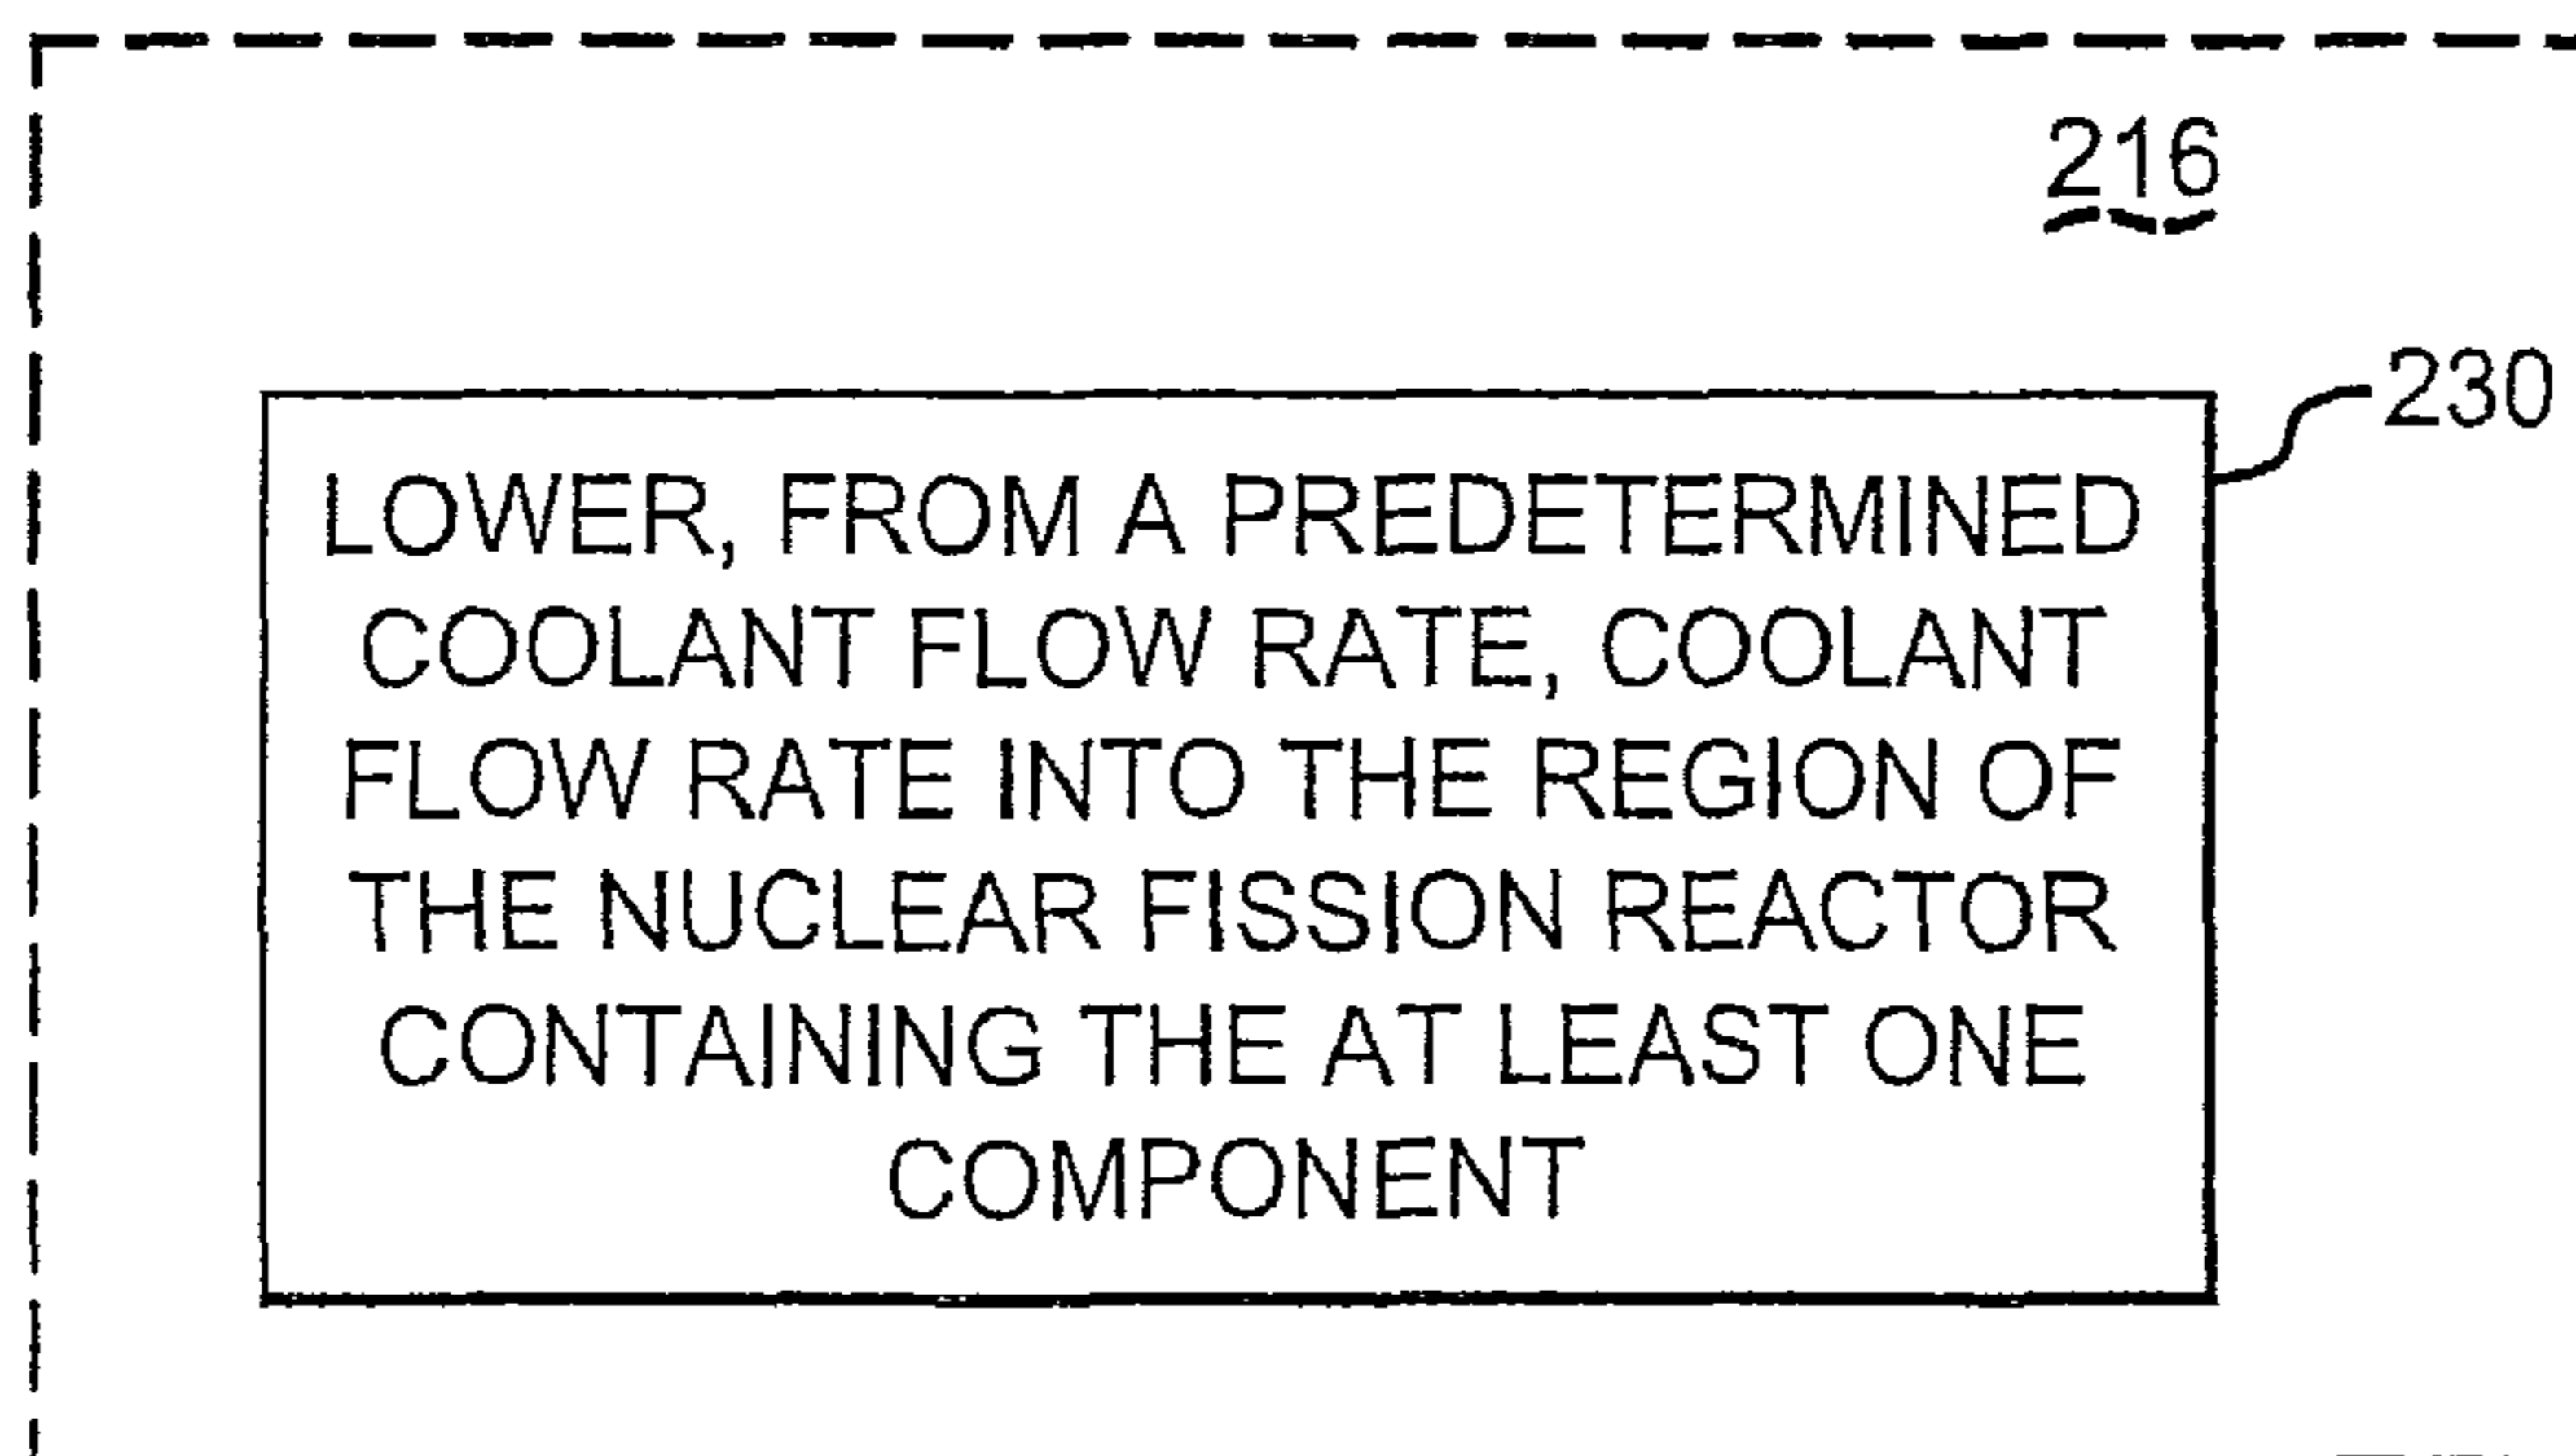 216
230
LOWER, FROM A PREDETERMINED
COOLANT FLOW RATE, COOLANT
FLOW RATE INTO THE REGION OF
THE NUCLEAR FISSION REACTOR
CONTAINING THE AT LEAST ONE
COMPONENT